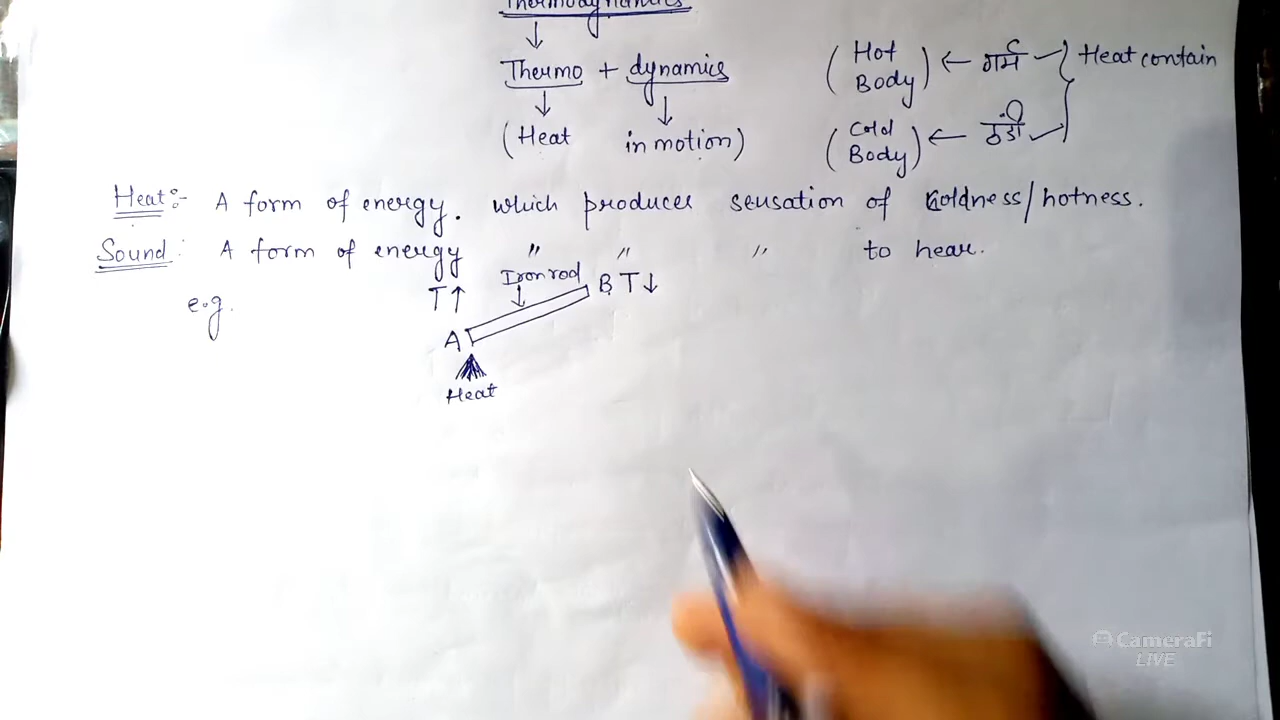 Thermodynamics
Thermo + dynamics
(Heat in motion)
(Hot Body) ← गर्म
(Cold Body) ← ठंडी
Heat contain
Heat:- A form of energy. which produces sensation of Coldness/hotness.
Sound: A form of energy " " " to hear.
e.g.
T↑
Iron rod
B T↓
A
Heat
CameraFi
LIVE